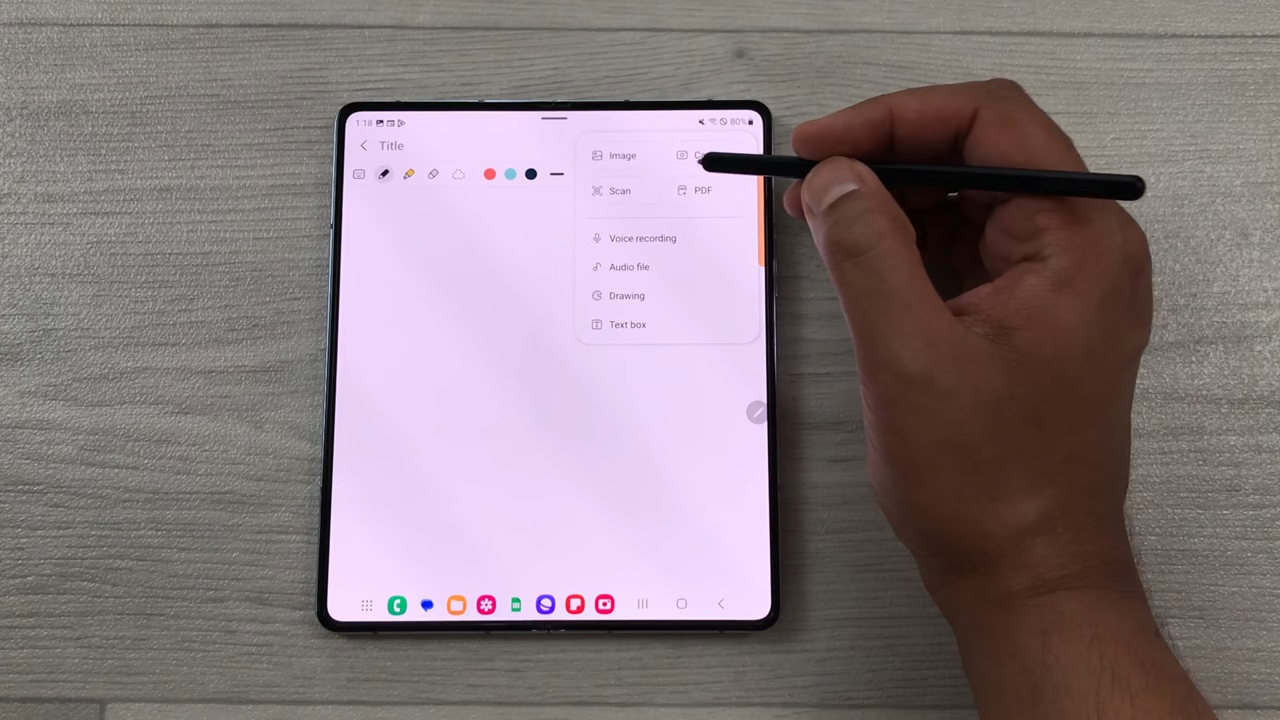 1:18
80%
Title
Image
Scan
PDF
Voice recording
Audio file
Drawing
Text box